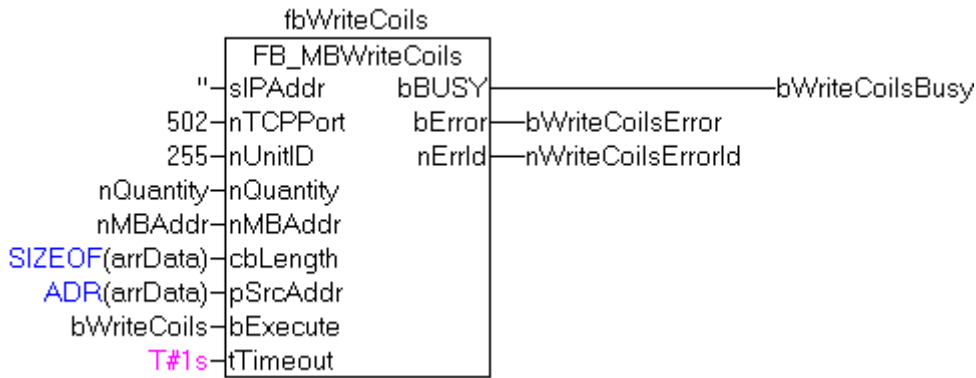 fbWriteCoils
FB_MBWriteCoils
''-sIPAddr bBUSY bWriteCoilsBusy
502-nTCPPort bError bWriteCoilsError
255-nUnitID nErrId nWriteCoilsErrorId
nQuantity-nQuantity
nMBAddr-nMBAddr
SIZEOF(arrData)-cbLength
ADR(arrData)-pSrcAddr
bWriteCoils-bExecute
T#1s-tTimeout